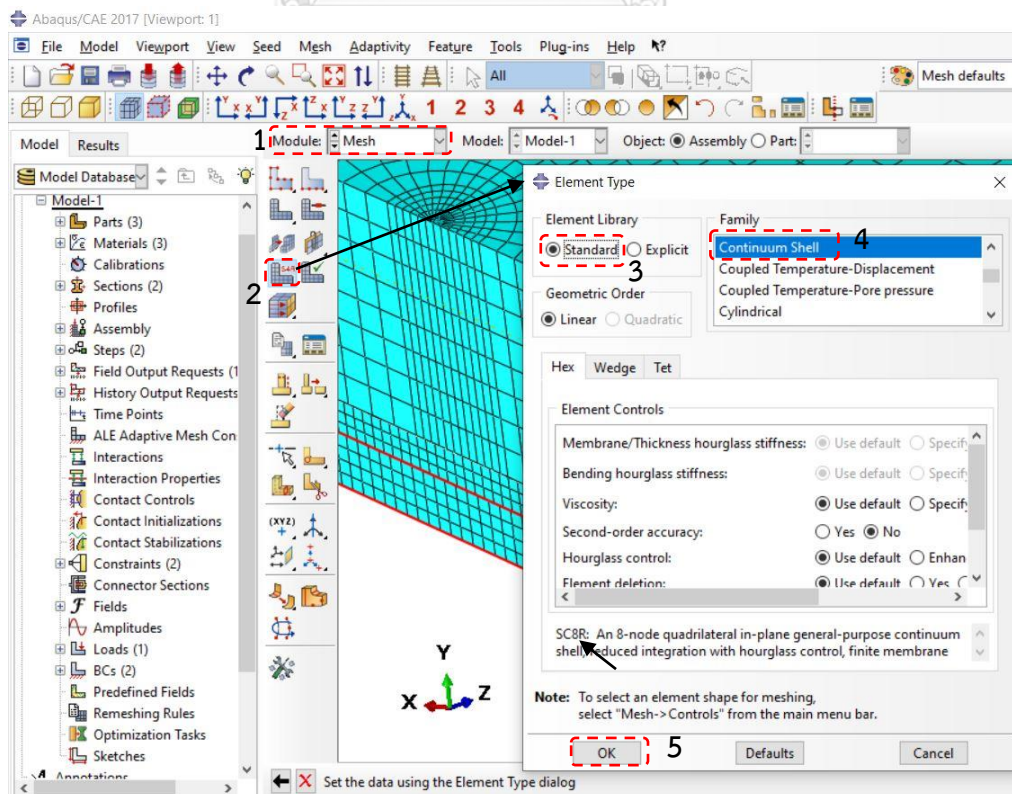 Abaqus/CAE 2017 [Viewport: 1]
File Model Viewport View Seed Mesh Adaptivity Feature Tools Plug-ins Help
All
Mesh defaults
1 2 3 4
Model Results
1 Module: Mesh Model: Model-1 Object: Assembly Part:
Model Database
Model-1
Parts (3)
Materials (3)
Calibrations
Sections (2)
Profiles
Assembly
Steps (2)
Field Output Requests (1
History Output Requests
Time Points
ALE Adaptive Mesh Con
Interactions
Interaction Properties
Contact Controls
Contact Initializations
Contact Stabilizations
Constraints (2)
Connector Sections
Fields
Amplitudes
Loads (1)
BCs (2)
Predefined Fields
Remeshing Rules
Optimization Tasks
Sketches
Annotations
2
S4R
(XYZ)
Y
X
Z
Element Type
Element Library
Standard Explicit
3
Family
Continuum Shell 4
Coupled Temperature-Displacement
Coupled Temperature-Pore pressure
Cylindrical
Geometric Order
Linear Quadratic
Hex Wedge Tet
Element Controls
Membrane/Thickness hourglass stiffness: Use default Specify
Bending hourglass stiffness: Use default Specify
Viscosity: Use default Specify
Second-order accuracy: Yes No
Hourglass control: Use default Enhan
Element deletion: Use default Yes
SC8R: An 8-node quadrilateral in-plane general-purpose continuum
shell, reduced integration with hourglass control, finite membrane
Note: To select an element shape for meshing,
select "Mesh->Controls" from the main menu bar.
OK 5 Defaults Cancel
Set the data using the Element Type dialog